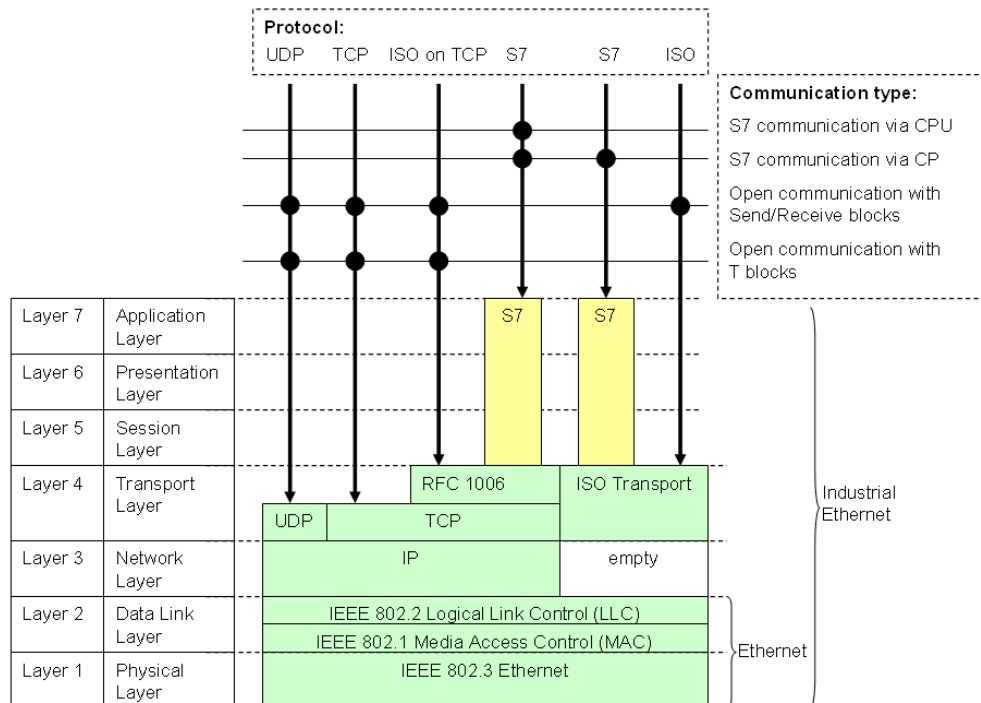 Protocol:
UDP TCP ISO on TCP S7 S7 ISO
Communication type:
S7 communication via CPU
S7 communication via CP
Open communication with
Send/Receive blocks
Open communication with
T blocks
Layer 7 Application
Layer
S7 S7
Layer 6 Presentation
Layer
Layer 5 Session
Layer
Layer 4 Transport
Layer
RFC 1006 ISO Transport
UDP TCP
Layer 3 Network
Layer
IP empty
Layer 2 Data Link
Layer
IEEE 802.2 Logical Link Control (LLC)
IEEE 802.1 Media Access Control (MAC)
Layer 1 Physical
Layer
IEEE 802.3 Ethernet
Ethernet
Industrial
Ethernet